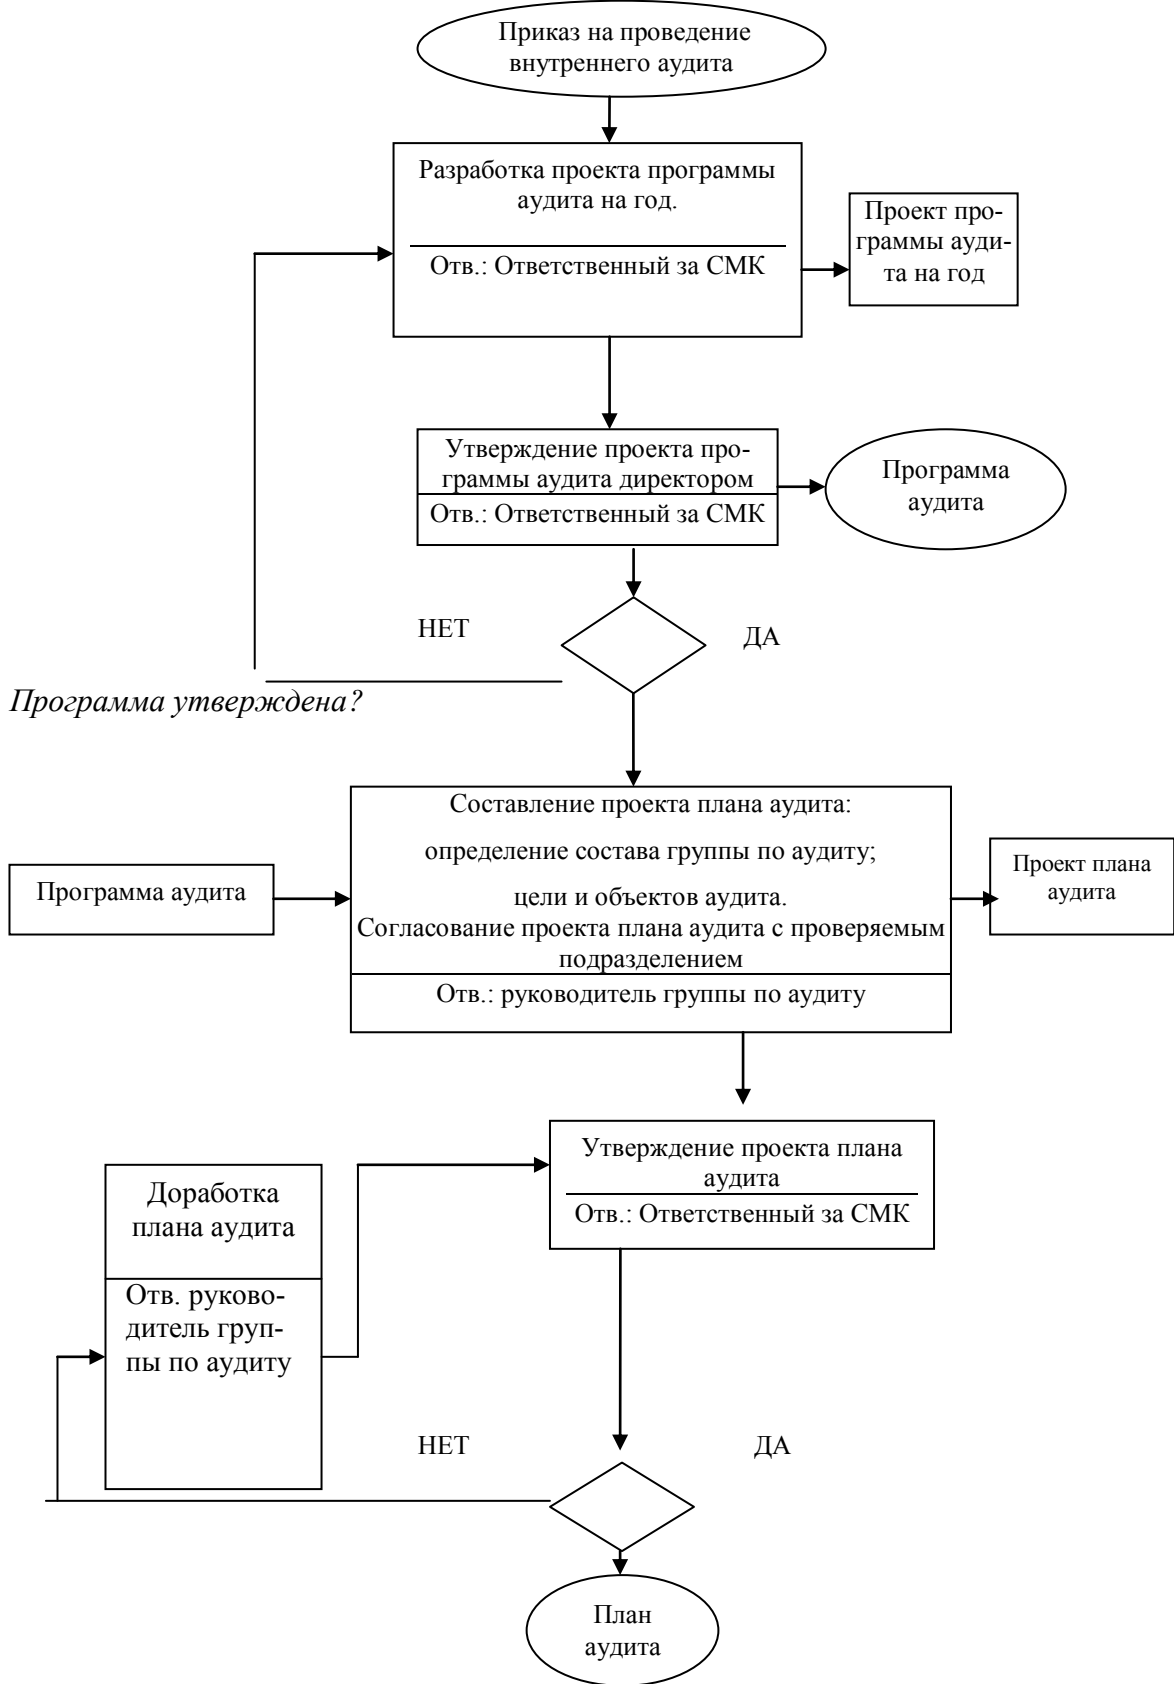 Приказ на проведение
внутреннего аудита
Разработка проекта программы
аудита на год.
Отв.: Ответственный за СМК
Проект про-
граммы ауди-
та на год
Утверждение проекта про-
граммы аудита директором
Отв.: Ответственный за СМК
Программа
аудита
НЕТ
ДА
Программа утверждена?
Составление проекта плана аудита:
определение состава группы по аудиту;
цели и объектов аудита.
Согласование проекта плана аудита с проверяемым
подразделением
Отв.: руководитель группы по аудиту
Программа аудита
Проект плана
аудита
Утверждение проекта плана
аудита
Отв.: Ответственный за СМК
Доработка
плана аудита
Отв. руково-
дитель груп-
пы по аудиту
НЕТ
ДА
План
аудита